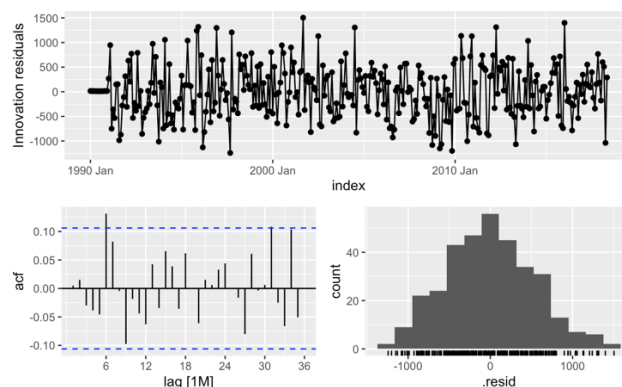 Innovation residuals
1500
1000
500
0
-500
-1000
1990 Jan
2000 Jan
2010 Jan
index
acf
0.10
0.05
0.00
-0.05
-0.10
6
12
18
24
30
36
lag [1M]
count
40
20
0
-1000
0
1000
.resid